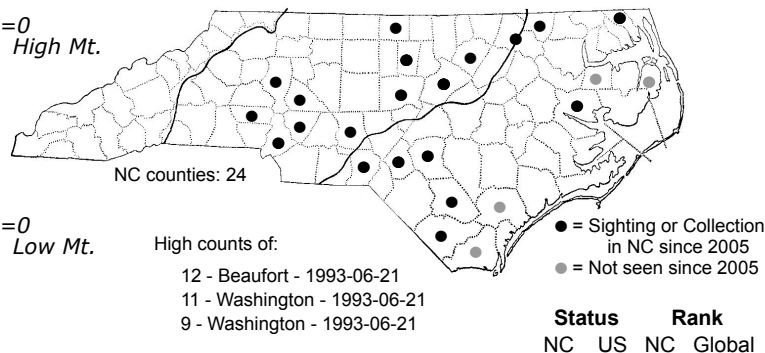 =0
High Mt.
NC counties: 24
=0
Low Mt.
High counts of:
12 - Beaufort - 1993-06-21
11 - Washington - 1993-06-21
9 - Washington - 1993-06-21
= Sighting or Collection
in NC since 2005
= Not seen since 2005
Status Rank
NC US NC Global